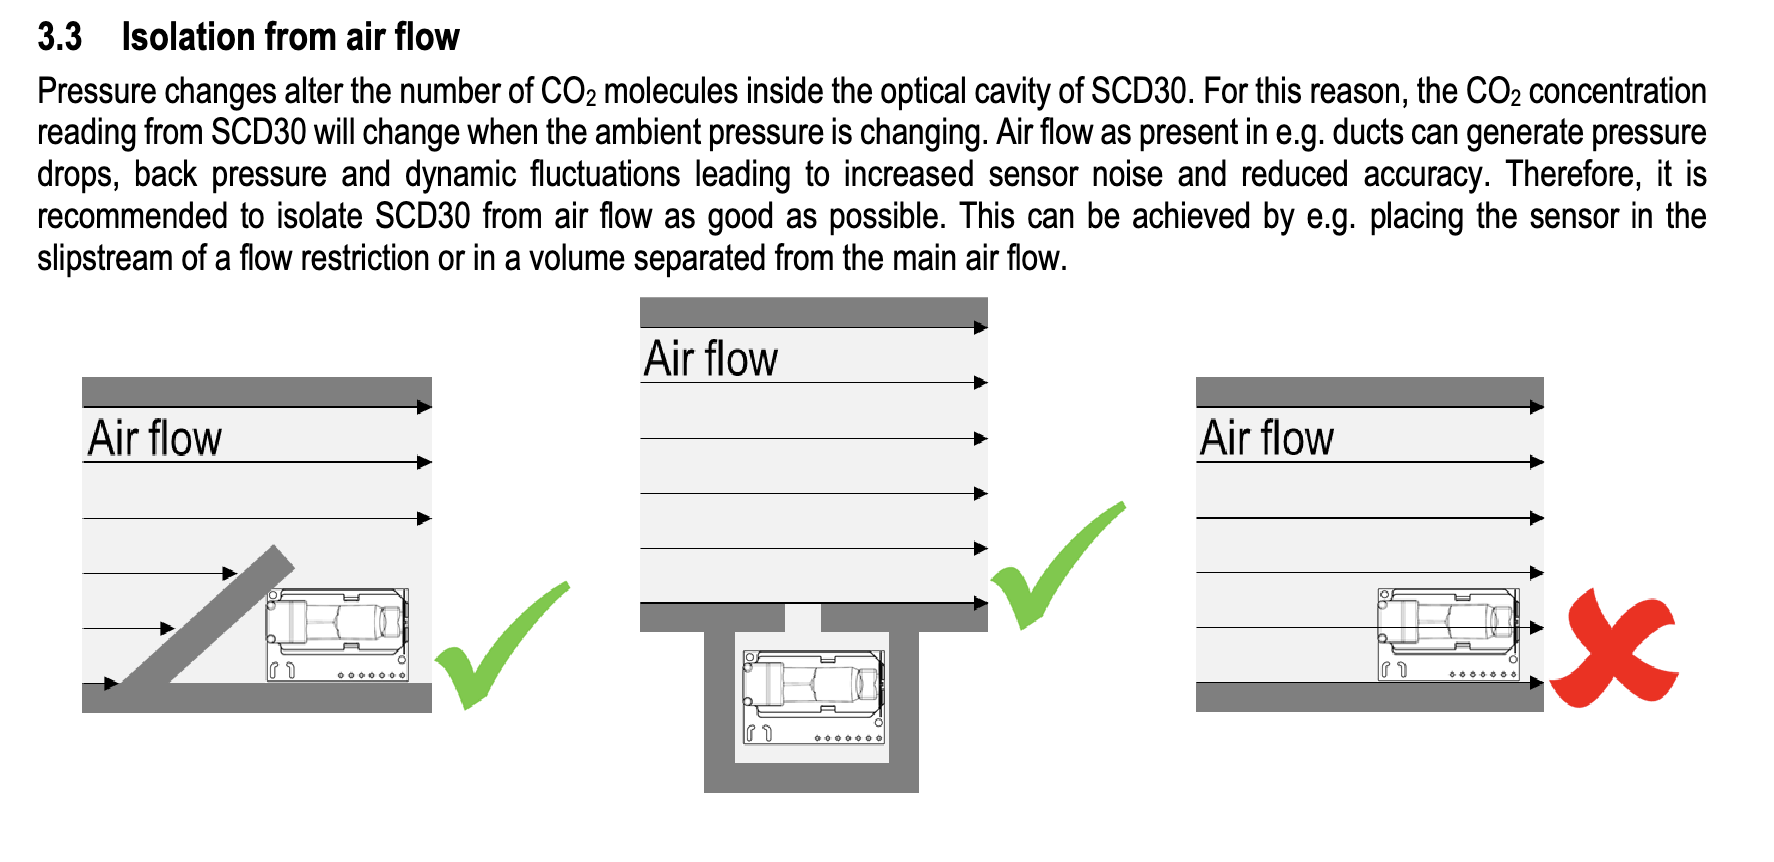 3.3 Isolation from air flow
Pressure changes alter the number of CO₂ molecules inside the optical cavity of SCD30. For this reason, the CO₂ concentration
reading from SCD30 will change when the ambient pressure is changing. Air flow as present in e.g. ducts can generate pressure
drops, back pressure and dynamic fluctuations leading to increased sensor noise and reduced accuracy. Therefore, it is
recommended to isolate SCD30 from air flow as good as possible. This can be achieved by e.g. placing the sensor in the
slipstream of a flow restriction or in a volume separated from the main air flow.
Air flow
Air flow
Air flow